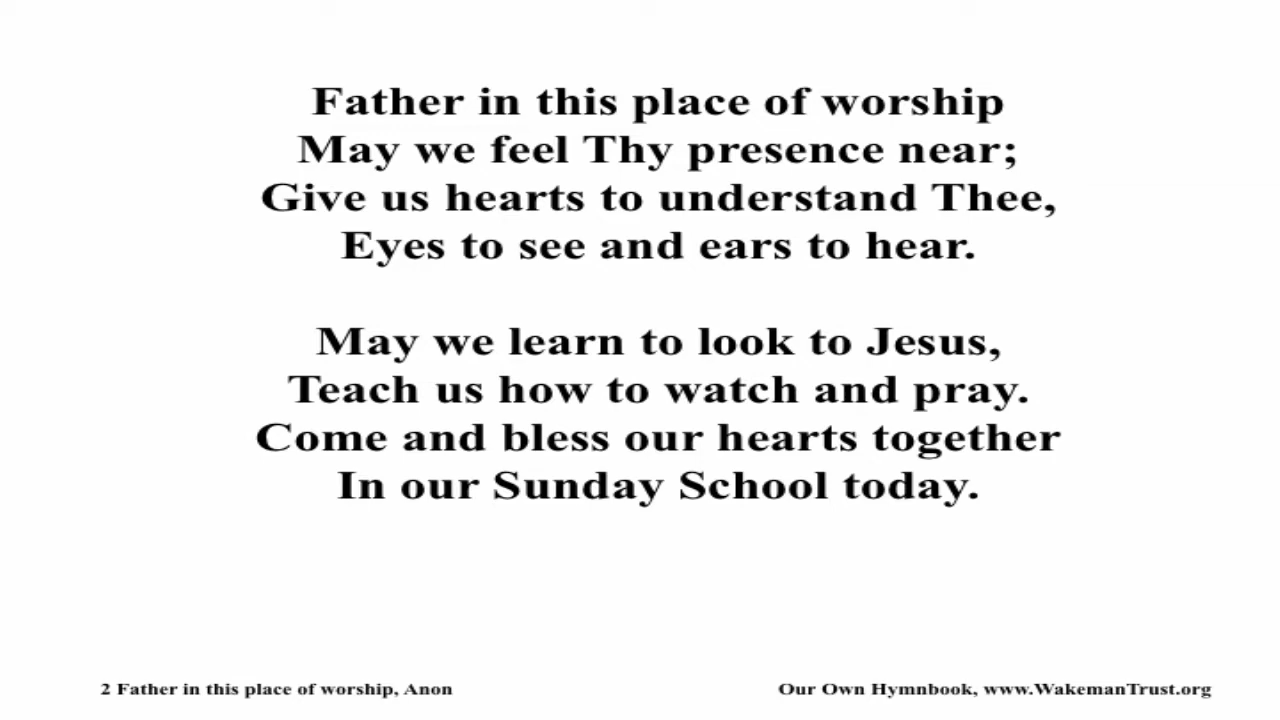 Father in this place of worship
May we feel Thy presence near;
Give us hearts to understand Thee,
Eyes to see and ears to hear.
May we learn to look to Jesus,
Teach us how to watch and pray.
Come and bless our hearts together
In our Sunday School today.
2 Father in this place of worship, Anon
Our Own Hymnbook, www.WakemanTrust.org